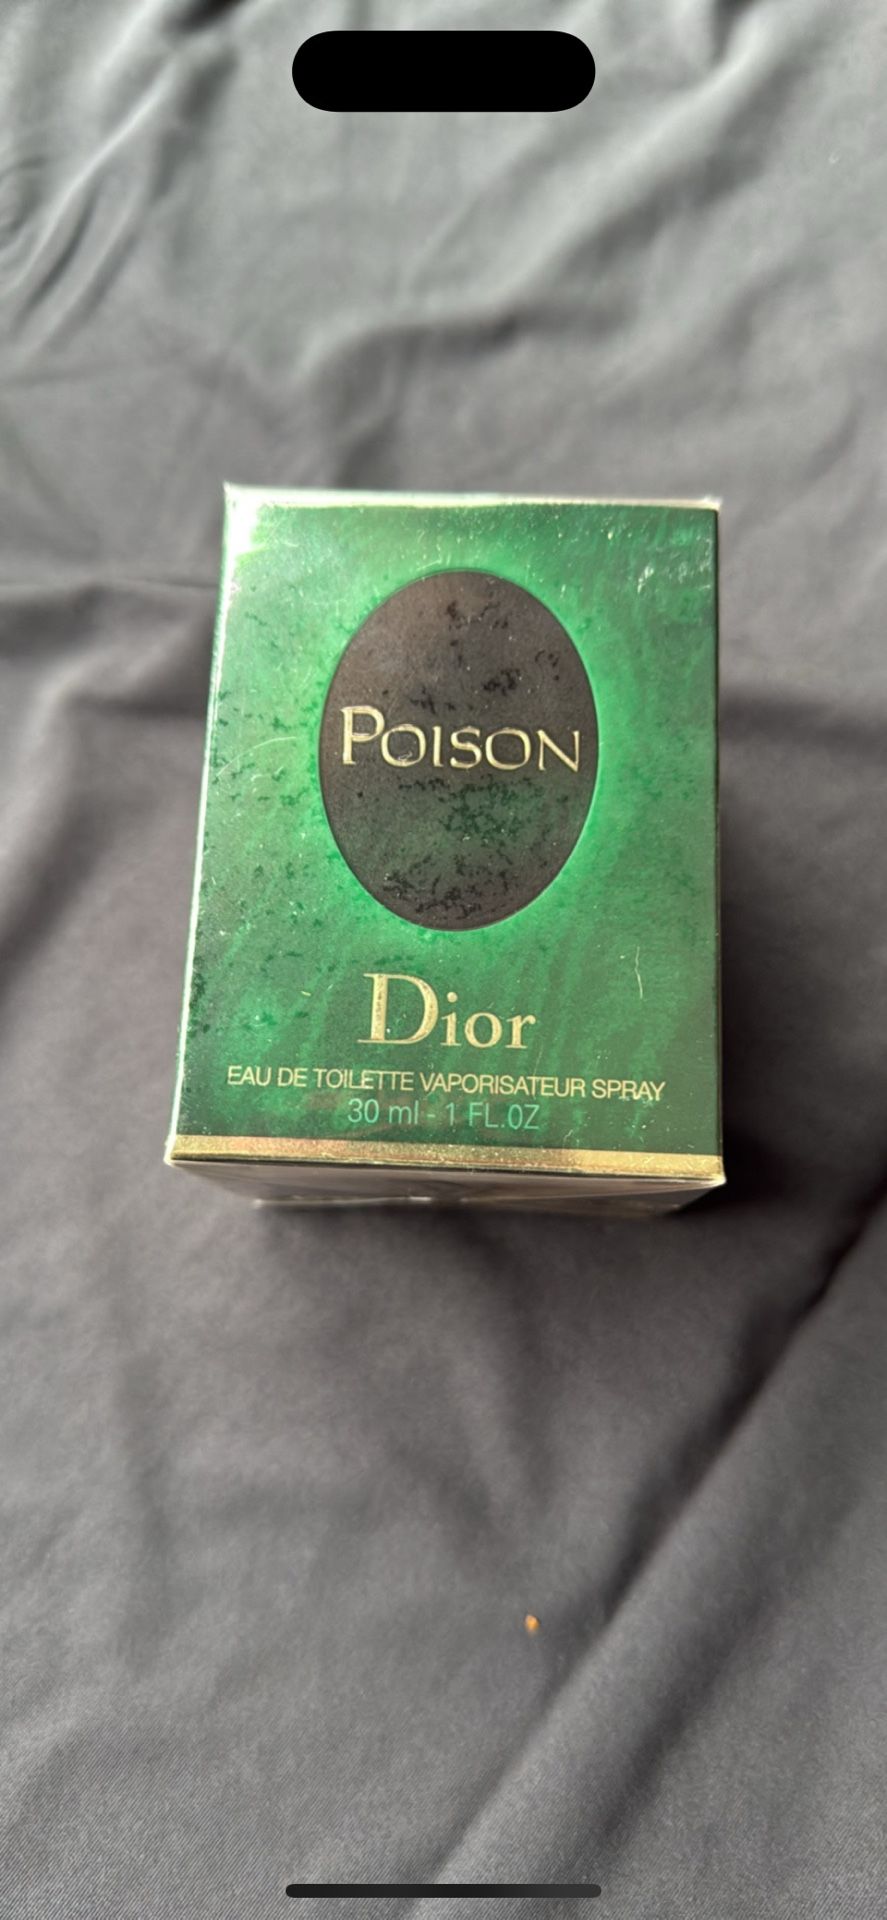 POISON
Dior
EAU DE TOILETTE VAPORISATEUR SPRAY
30 ml - 1 FL.OZ